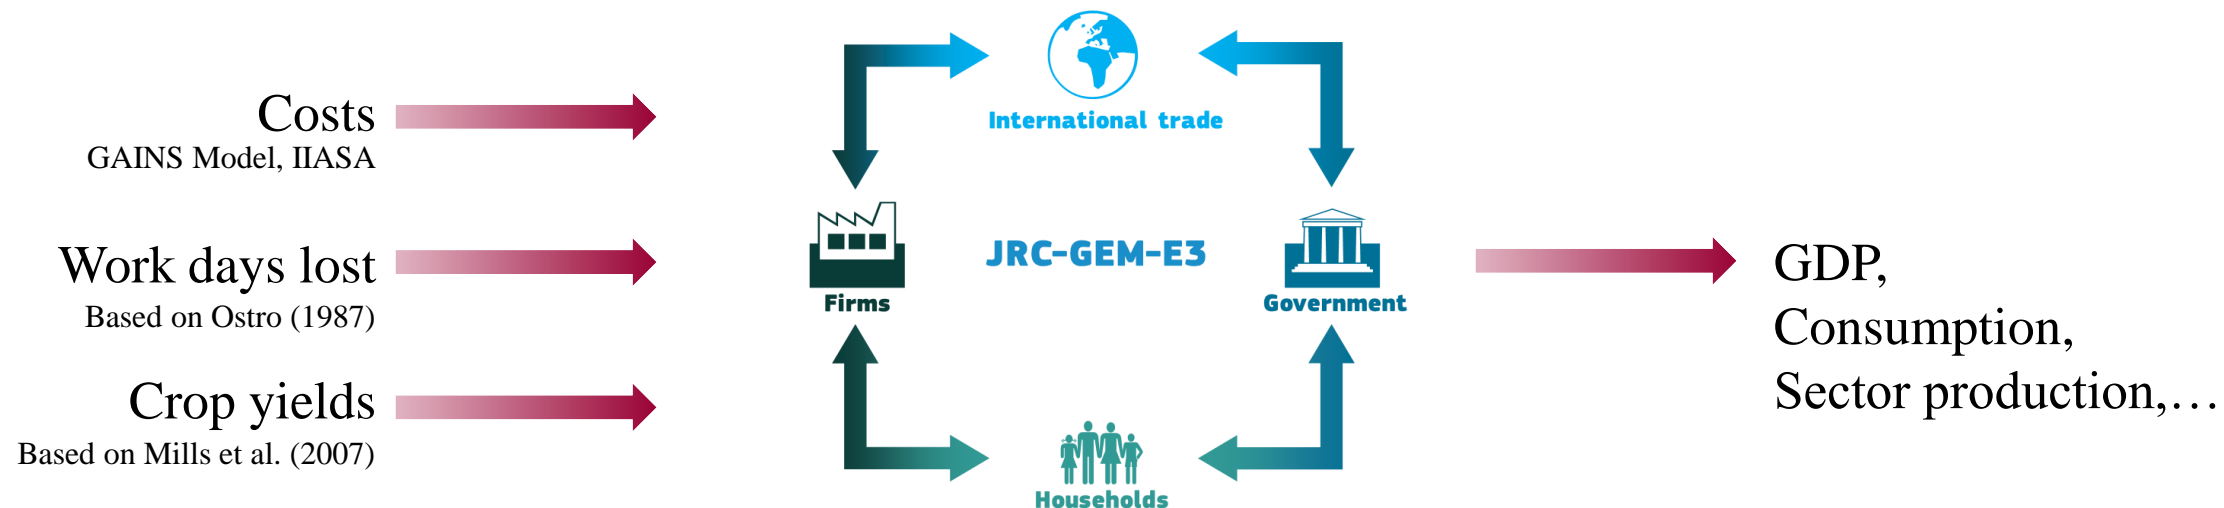 Costs
GAINS Model, IIASA
Work days lost
Based on Ostro (1987)
Crop yields
Based on Mills et al. (2007)
International trade
JRC-GEM-E3
Firms
Government
Households
GDP,
Consumption,
Sector production,…